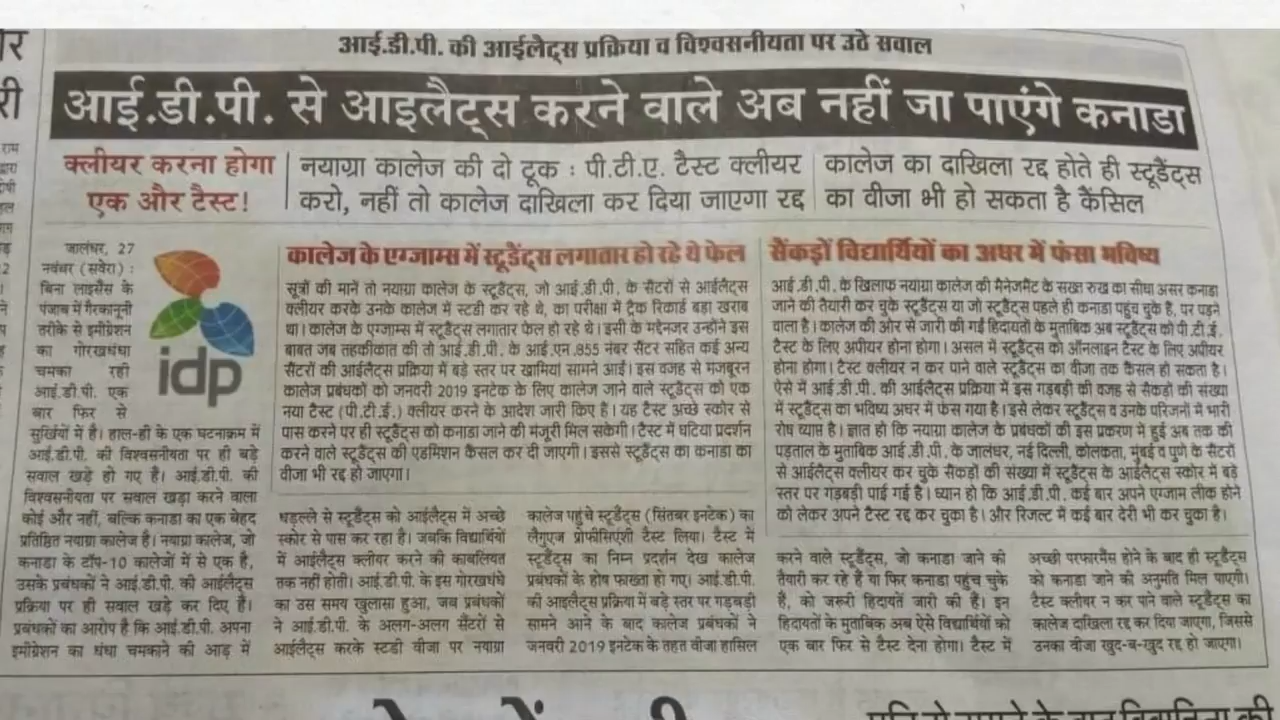 आई.डी.पी. की आईलैट्स प्रक्रिया व विश्वसनीयता पर उठे सवाल
आई.डी.पी. से आइलैट्स करने वाले अब नहीं जा पाएंगे कनाडा
क्लीयर करना होगा
एक और टैस्ट!
नयाग्रा कालेज की दो टूक : पी.टी.ए. टैस्ट क्लीयर
करो, नहीं तो कालेज दाखिला कर दिया जाएगा रद्द
कालेज का दाखिला रद्द होते ही स्टूडैंट्स
का वीजा भी हो सकता है कैंसिल
जालंधर, 27
नवंबर (सवेरा) :
बिना लाइसैंस के
पंजाब में गैरकानूनी
तरीके से इमीग्रेशन
का गोरखधंधा
चमका रही
आई.डी.पी. एक
बार फिर से
सुर्खियों में है। हाल-ही के एक घटनाक्रम में
आई.डी.पी. की विश्वसनीयता पर ही बड़े
सवाल खड़े हो गए हैं। आई.डी.पी. की
विश्वसनीयता पर सवाल खड़ा करने वाला
कोई और नहीं, बल्कि कनाडा का एक बेहद
प्रतिष्ठित नयाग्रा कालेज है। नयाग्रा कालेज, जो
कनाडा के टॉप-10 कालेजों में से एक है,
उसके प्रबंधकों ने आई.डी.पी. की आईलैट्स
प्रक्रिया पर ही सवाल खड़े कर दिए हैं।
प्रबंधकों का आरोप है कि आई.डी.पी. अपना
इमीग्रेशन का धंधा चमकाने की आड़ में
idp
कालेज के एग्जाम्स में स्टूडैंट्स लगातार हो रहे थे फेल
सूत्रों की मानें तो नयाग्रा कालेज के स्टूडैंट्स, जो आई.डी.पी. के सैंटरों से आईलैट्स
क्लीयर करके उनके कालेज में स्टडी कर रहे थे, का परीक्षा में ट्रैक रिकार्ड बड़ा खराब
था। कालेज के एग्जाम्स में स्टूडैंट्स लगातार फेल हो रहे थे। इसी के मद्देनजर उन्होंने इस
बाबत जब तहकीकात की तो आई.डी.पी. के आई.एन.855 नंबर सैंटर सहित कई अन्य
सैंटरों की आईलैट्स प्रक्रिया में बड़े स्तर पर खामियां सामने आईं। इस वजह से मजबूरन
कालेज प्रबंधकों को जनवरी 2019 इनटेक के लिए कालेज जाने वाले स्टूडैंट्स को एक
नया टैस्ट (पी.टी.ई.) क्लीयर करने के आदेश जारी किए हैं। यह टैस्ट अच्छे स्कोर से
पास करने पर ही स्टूडैंट्स को कनाडा जाने की मंजूरी मिल सकेगी। टैस्ट में घटिया प्रदर्शन
करने वाले स्टूडैंट्स की एडमिशन कैंसल कर दी जाएगी। इससे स्टूडैंट्स का कनाडा का
वीजा भी रद्द हो जाएगा।
धड़ल्ले से स्टूडैंट्स को आईलैट्स में अच्छे
स्कोर से पास कर रहा है। जबकि विद्यार्थियों
में आईलैट्स क्लीयर करने की काबलियत
तक नहीं होती। आई.डी.पी. के इस गोरखधंधे
का उस समय खुलासा हुआ, जब प्रबंधकों
ने आई.डी.पी. के अलग-अलग सैंटरों से
आईलैट्स करके स्टडी वीजा पर नयाग्रा
कालेज पहुंचे स्टूडैंट्स (सितंबर इनटेक) का
लैंगुएज प्रोफीसिएंशी टैस्ट लिया। टैस्ट में
स्टूडैंट्स का निम्न प्रदर्शन देख कालेज
प्रबंधकों के होष फाख्ता हो गए। आई.डी.पी.
की आइलैट्स प्रक्रिया में बड़े स्तर पर गड़बड़ी
सामने आने के बाद कालेज प्रबंधकों ने
जनवरी 2019 इनटेक के तहत वीजा हासिल
सैंकड़ों विद्यार्थियों का अधर में फंसा भविष्य
आई.डी.पी. के खिलाफ नयाग्रा कालेज की मैनेजमैंट के सख्त रुख का सीधा असर कनाडा
जाने की तैयारी कर चुके स्टूडैंट्स या जो स्टूडैंट्स पहले ही कनाडा पहुंच चुके हैं, पर पड़ने
वाला है। कालेज की ओर से जारी की गईं हिदायतों के मुताबिक अब स्टूडैंट्स को पी.टी.ई.
टैस्ट के लिए अपीयर होना होगा। असल में स्टूडैंट्स को ऑनलाइन टैस्ट के लिए अपीयर
होना होगा। टैस्ट क्लीयर न कर पाने वाले स्टूडैंट्स का वीजा तक कैंसल हो सकता है।
ऐसे में आई.डी.पी. की आईलैट्स प्रक्रिया में इस गड़बड़ी की वजह से सैंकड़ों की संख्या
में स्टूडैंट्स का भविष्य अधर में फंस गया है। इसे लेकर स्टूडैंट्स व उनके परिजनों में भारी
रोष व्याप्त है। ज्ञात हो कि नयाग्रा कालेज के प्रबंधकों की इस प्रकरण में हुई अब तक की
पड़ताल के मुताबिक आई.डी.पी. के जालंधर, नई दिल्ली, कोलकता, मुंबई व पुणे के सैंटरों
से आईलैट्स क्लीयर कर चुके सैंकड़ों की संख्या में स्टूडैंट्स के आईलैट्स स्कोर में बड़े
स्तर पर गड़बड़ी पाई गई है। ध्यान हो कि आई.डी.पी. कई बार अपने एग्जाम लीक होने
को लेकर अपने टैस्ट रद्द कर चुका है। और रिजल्ट में कई बार देरी भी कर चुका है।
करने वाले स्टूडैंट्स, जो कनाडा जाने की
तैयारी कर रहे हैं या फिर कनाडा पहुंच चुके
हैं, को जरूरी हिदायतें जारी की हैं। इन
हिदायतों के मुताबिक अब ऐसे विद्यार्थियों को
एक बार फिर से टैस्ट देना होगा। टैस्ट में
अच्छी परफारमैंस होने के बाद ही स्टूडैंट्स
को कनाडा जाने की अनुमति मिल पाएगी।
टैस्ट क्लीयर न कर पाने वाले स्टूडैंट्स का
कालेज दाखिला रद्द कर दिया जाएगा, जिससे
उनका वीजा खुद-ब-खुद रद्द हो जाएगा।